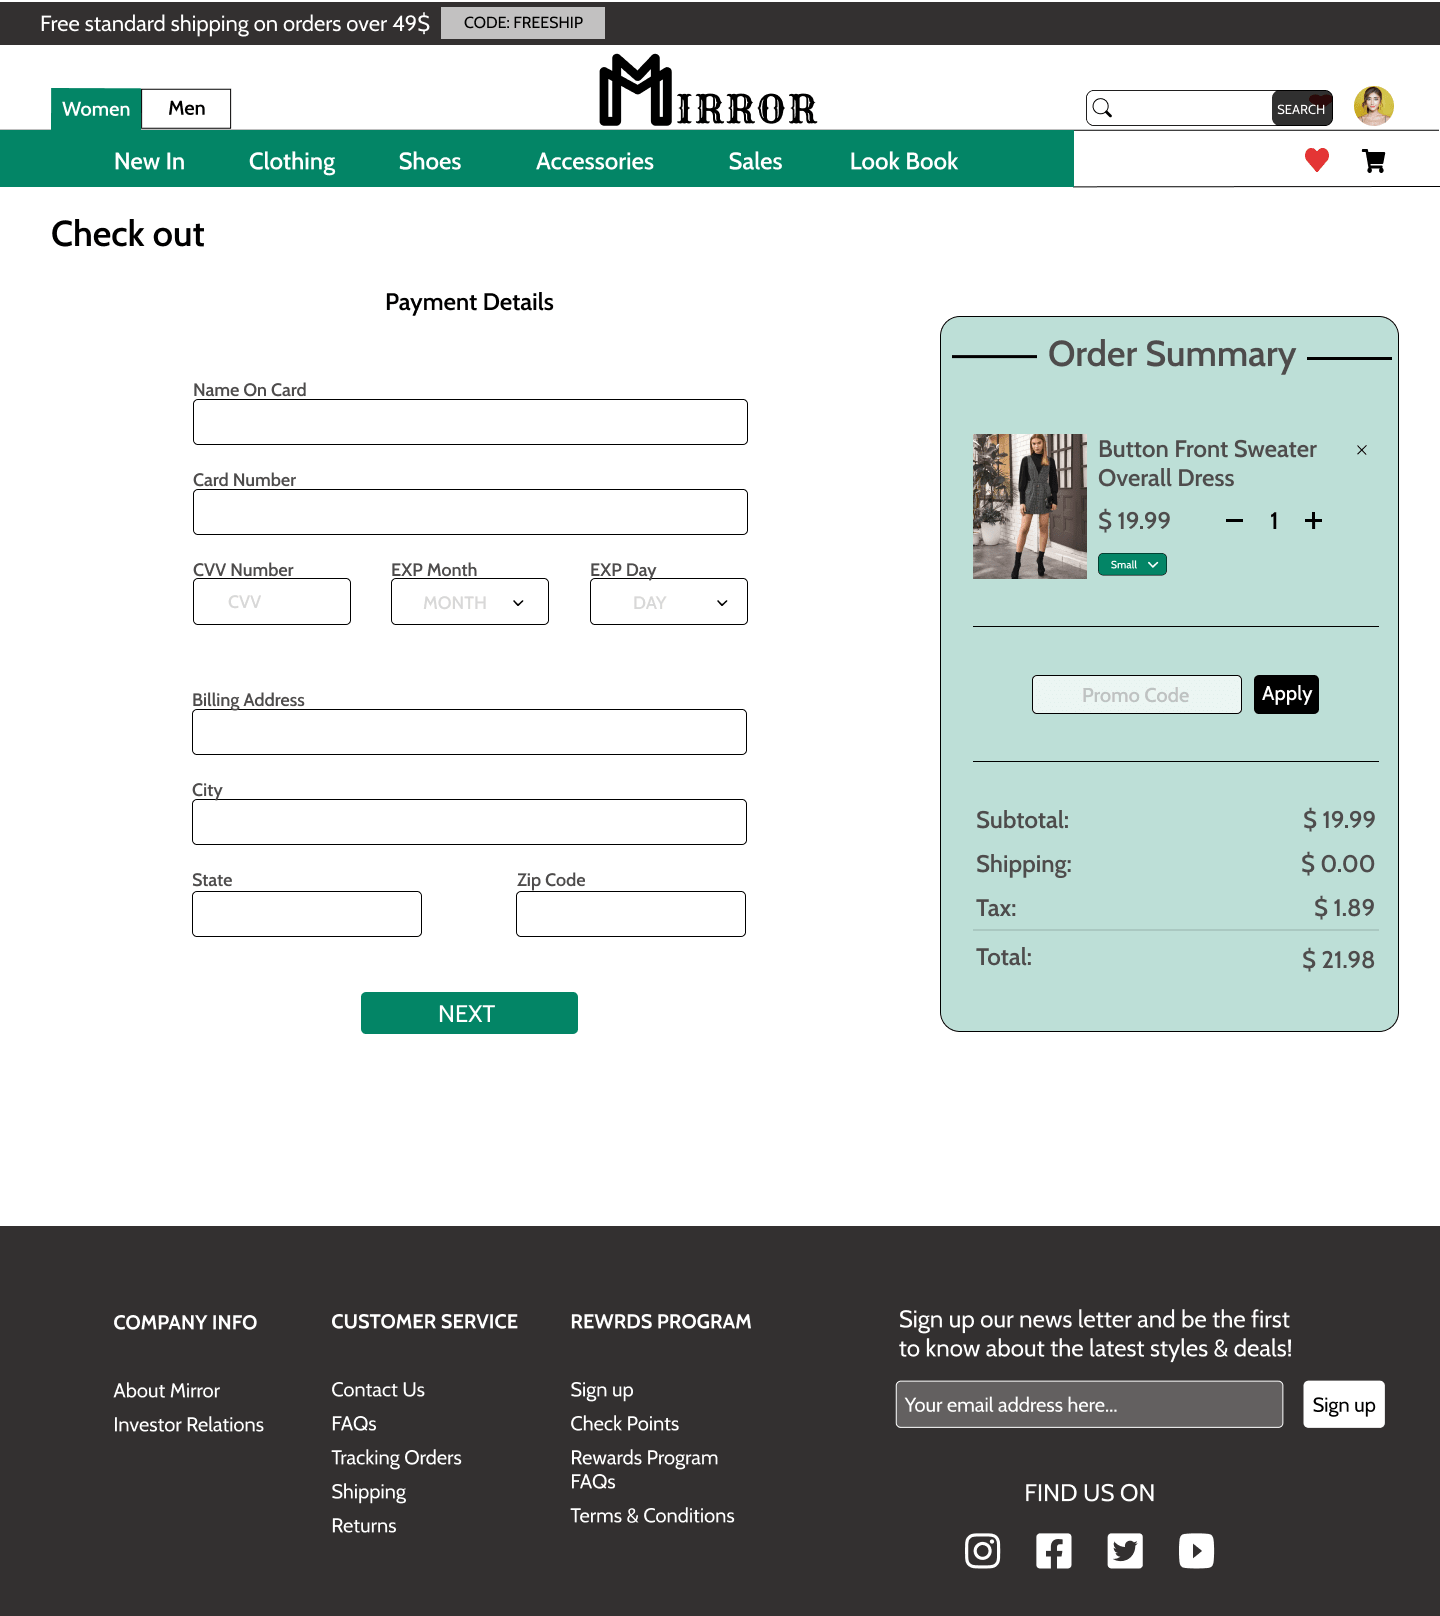 Free standard shipping on orders over 49$ CODE: FREESHIP
Women Men
MIRROR
SEARCH
New In Clothing Shoes Accessories Sales Look Book
Check out
Payment Details
Name On Card
Card Number
CVV Number EXP Month EXP Day
CVV MONTH DAY
Billing Address
City
State Zip Code
NEXT
Order Summary
Button Front Sweater
Overall Dress
$ 19.99 1
Small
Promo Code Apply
Subtotal: $ 19.99
Shipping: $ 0.00
Tax: $ 1.89
Total: $ 21.98
COMPANY INFO
About Mirror
Investor Relations
CUSTOMER SERVICE
Contact Us
FAQs
Tracking Orders
Shipping
Returns
REWRDS PROGRAM
Sign up
Check Points
Rewards Program
FAQs
Terms & Conditions
Sign up our news letter and be the first
to know about the latest styles & deals!
Your email address here... Sign up
FIND US ON